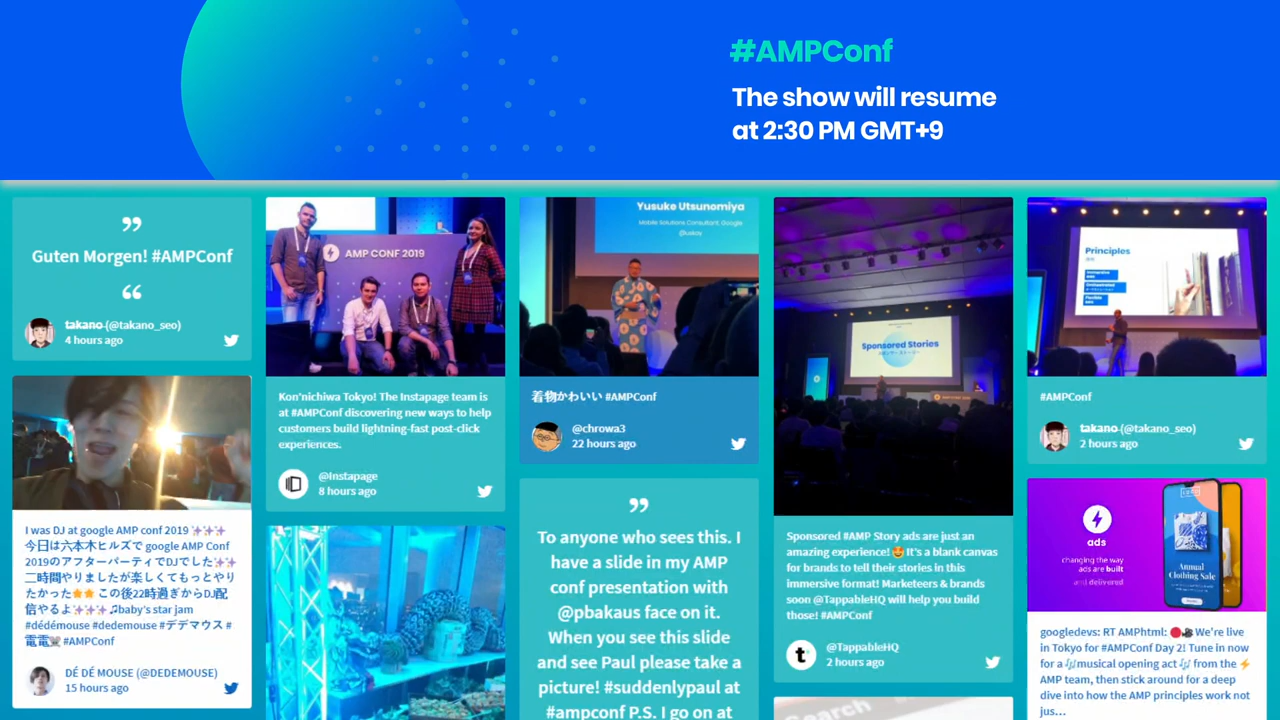 #AMPConf
The show will resume
at 2:30 PM GMT+9
”
Guten Morgen! #AMPConf
“
takano (@takano_seo)
4 hours ago
I was DJ at google AMP conf 2019 ✨✨
今日は六本木ヒルズで google AMP Conf
2019のアフターパーティでDJでした✨✨
二時間やりましたが楽しくてもっとやり
たかった🌟🌟 この後22時過ぎからDJ配
信やるよ✨✨♫baby's star jam
#dédémouse #dedemouse #デデマウス #
電電🐭 #AMPConf
DÉ DÉ MOUSE (@DEDEMOUSE)
15 hours ago
AMP CONF 2019
Kon'nichiwa Tokyo! The Instapage team is
at #AMPConf discovering new ways to help
customers build lightning-fast post-click
experiences.
@Instapage
8 hours ago
Yusuke Utsunomiya
Mobile Solutions Consultant, Google
@uskay
着物かわいい #AMPConf
@chrowa3
22 hours ago
”
To anyone who sees this. I
have a slide in my AMP
conf presentation with
@pbakaus face on it.
When you see this slide
and see Paul please take a
picture! #suddenlypaul at
#ampconf P.S. I go on at
Sponsored Stories
スポンサー ストーリー
Sponsored #AMP Story ads are just an
amazing experience! 🤩 It's a blank canvas
for brands to tell their stories in this
immersive format! Marketeers & brands
soon @TappableHQ will help you build
those! #AMPConf
t
@TappableHQ
2 hours ago
Search
Principles
Immersive
Orchestrated
Flexible
#AMPConf
takano (@takano_seo)
2 hours ago
ads
changing the way
ads are built
and delivered
Annual
Clothing Sale
googledevs: RT AMPhtml: 🔴🎥 We're live
in Tokyo for #AMPConf Day 2! Tune in now
for a 🎶musical opening act 🎶 from the ⚡
AMP team, then stick around for a deep
dive into how the AMP principles work not
jus...